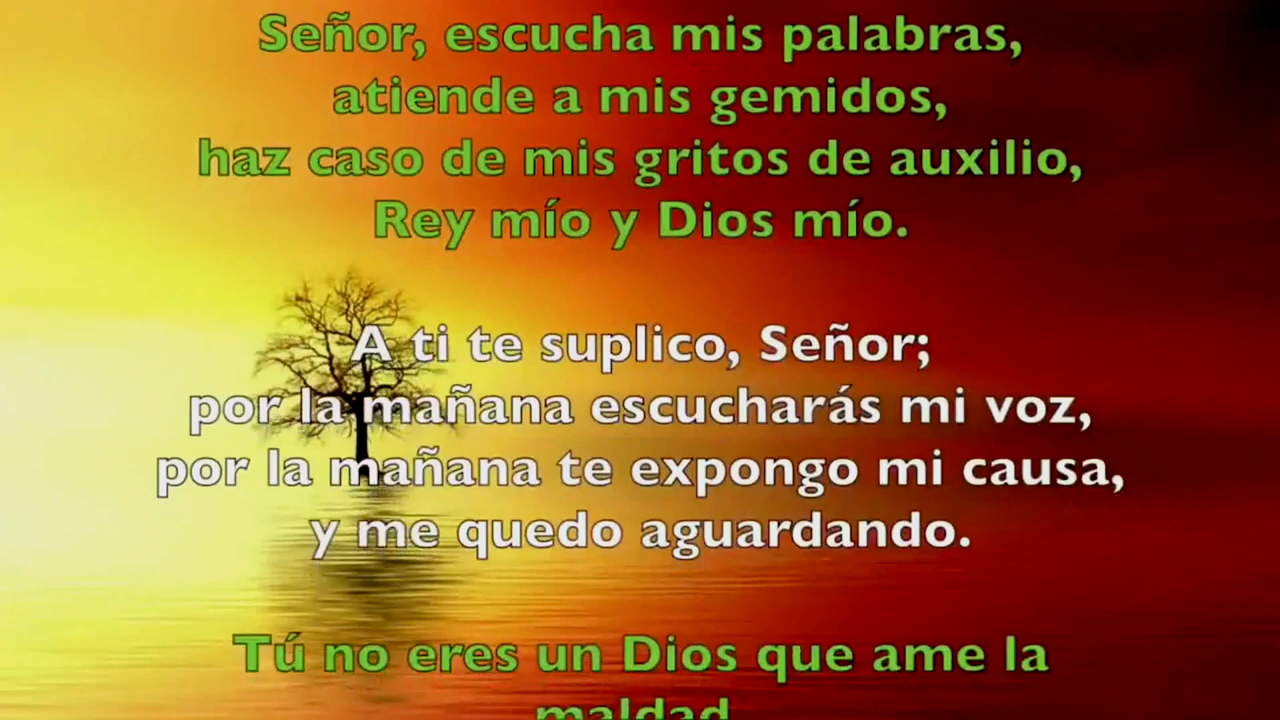 Señor, escucha mis palabras,
atiende a mis gemidos,
haz caso de mis gritos de auxilio,
Rey mío y Dios mío.
A ti te suplico, Señor;
por la mañana escucharás mi voz,
por la mañana te expongo mi causa,
y me quedo aguardando.
Tú no eres un Dios que ame la
maldad